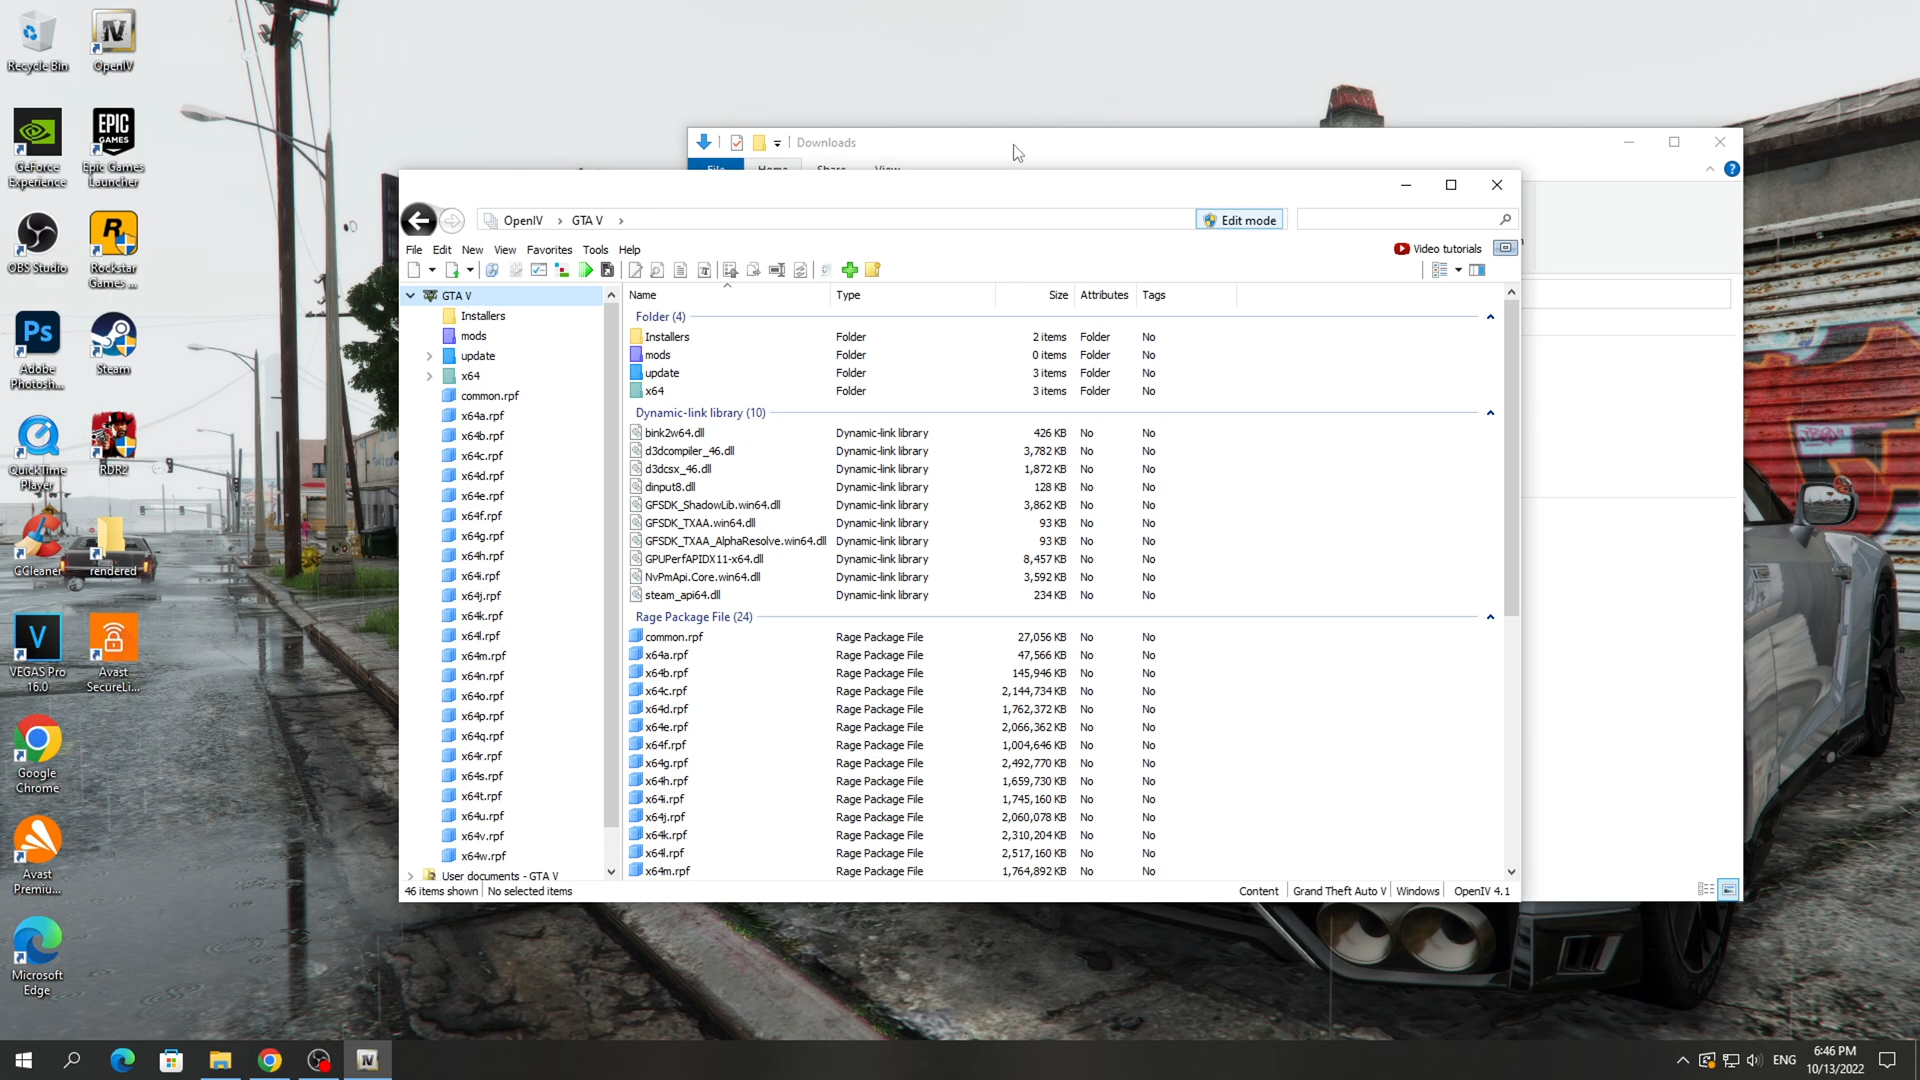 Recycle Bin
OpenIV
GeForce
Experience
EPIC
GAMES
Epic Games
Launcher
OBS Studio
Rockstar
Games ...
Ps
Adobe
Photosh...
Steam
QuickTime
Player
RDR2
CCleaner
rendered
V
VEGAS Pro
16.0
Avast
SecureLi...
Google
Chrome
Avast
Premiu...
Microsoft
Edge
Downloads
File Home Share View
OpenIV › GTA V ›
Edit mode
File Edit New View Favorites Tools Help
Video tutorials
GTA V
Installers
mods
update
x64
common.rpf
x64a.rpf
x64b.rpf
x64c.rpf
x64d.rpf
x64e.rpf
x64f.rpf
x64g.rpf
x64h.rpf
x64i.rpf
x64j.rpf
x64k.rpf
x64l.rpf
x64m.rpf
x64n.rpf
x64o.rpf
x64p.rpf
x64q.rpf
x64r.rpf
x64s.rpf
x64t.rpf
x64u.rpf
x64v.rpf
x64w.rpf
User documents - GTA V
Name Type Size Attributes Tags
Folder (4)
Installers Folder 2 items Folder No
mods Folder 0 items Folder No
update Folder 3 items Folder No
x64 Folder 3 items Folder No
Dynamic-link library (10)
bink2w64.dll Dynamic-link library 426 KB No No
d3dcompiler_46.dll Dynamic-link library 3,782 KB No No
d3dcsx_46.dll Dynamic-link library 1,872 KB No No
dinput8.dll Dynamic-link library 128 KB No No
GFSDK_ShadowLib.win64.dll Dynamic-link library 3,862 KB No No
GFSDK_TXAA.win64.dll Dynamic-link library 93 KB No No
GFSDK_TXAA_AlphaResolve.win64.dll Dynamic-link library 93 KB No No
GPUPerfAPIDX11-x64.dll Dynamic-link library 8,457 KB No No
NvPmApi.Core.win64.dll Dynamic-link library 3,592 KB No No
steam_api64.dll Dynamic-link library 234 KB No No
Rage Package File (24)
common.rpf Rage Package File 27,056 KB No No
x64a.rpf Rage Package File 47,566 KB No No
x64b.rpf Rage Package File 145,946 KB No No
x64c.rpf Rage Package File 2,144,734 KB No No
x64d.rpf Rage Package File 1,762,372 KB No No
x64e.rpf Rage Package File 2,066,362 KB No No
x64f.rpf Rage Package File 1,004,646 KB No No
x64g.rpf Rage Package File 2,492,770 KB No No
x64h.rpf Rage Package File 1,659,730 KB No No
x64i.rpf Rage Package File 1,745,160 KB No No
x64j.rpf Rage Package File 2,060,078 KB No No
x64k.rpf Rage Package File 2,310,204 KB No No
x64l.rpf Rage Package File 2,517,160 KB No No
x64m.rpf Rage Package File 1,764,892 KB No No
46 items shown No selected items Content Grand Theft Auto V Windows OpenIV 4.1
ENG
6:46 PM
10/13/2022